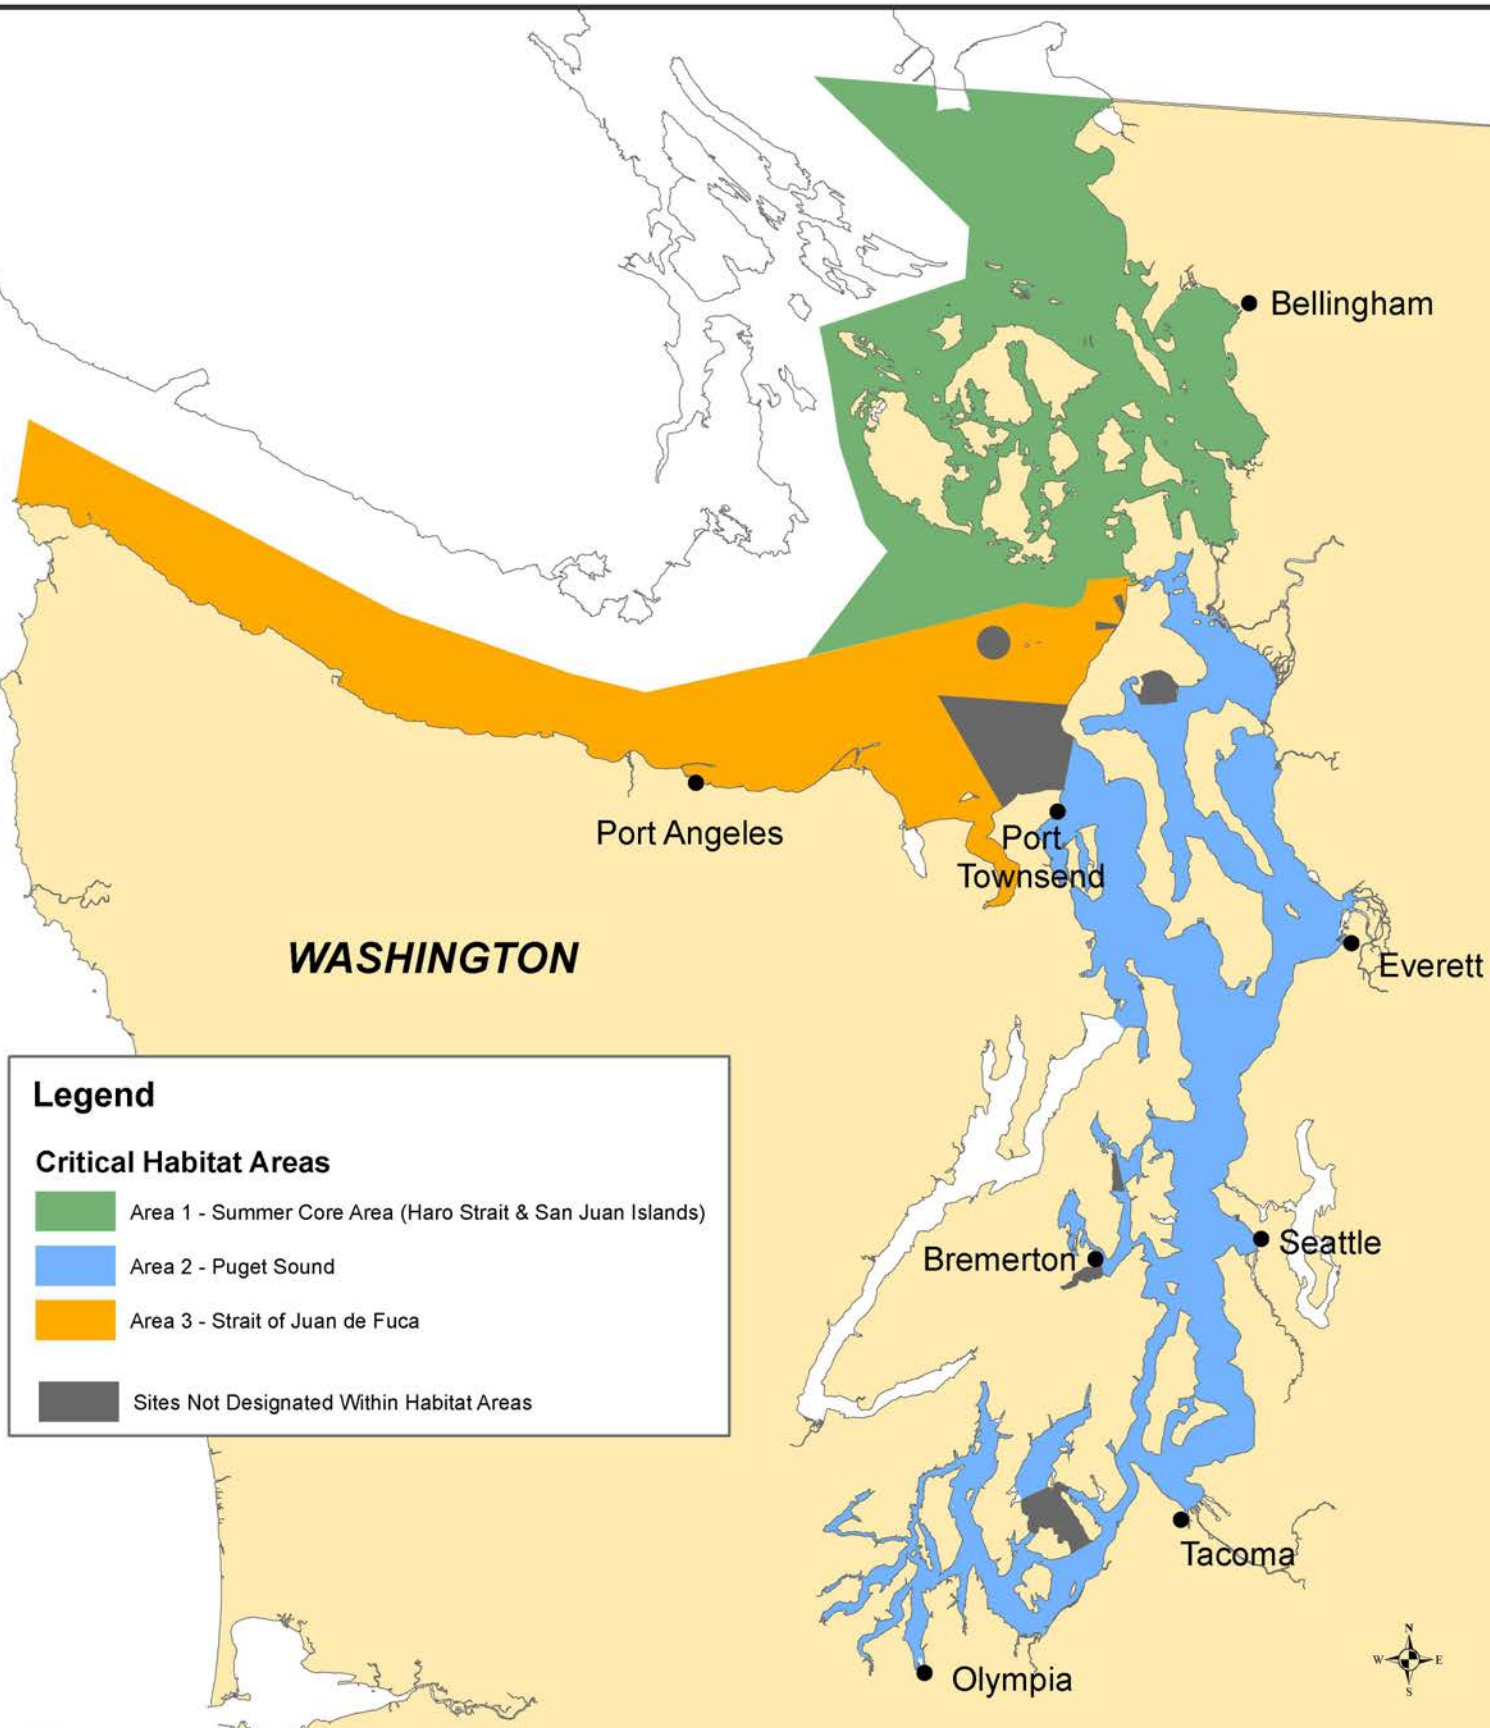 Bellingham
Port Angeles
Port
Townsend
WASHINGTON
Everett
Legend
Critical Habitat Areas
Area 1 - Summer Core Area (Haro Strait & San Juan Islands)
Area 2 - Puget Sound
Area 3 - Strait of Juan de Fuca
Sites Not Designated Within Habitat Areas
Bremerton
Seattle
Tacoma
Olympia
N
W E
S